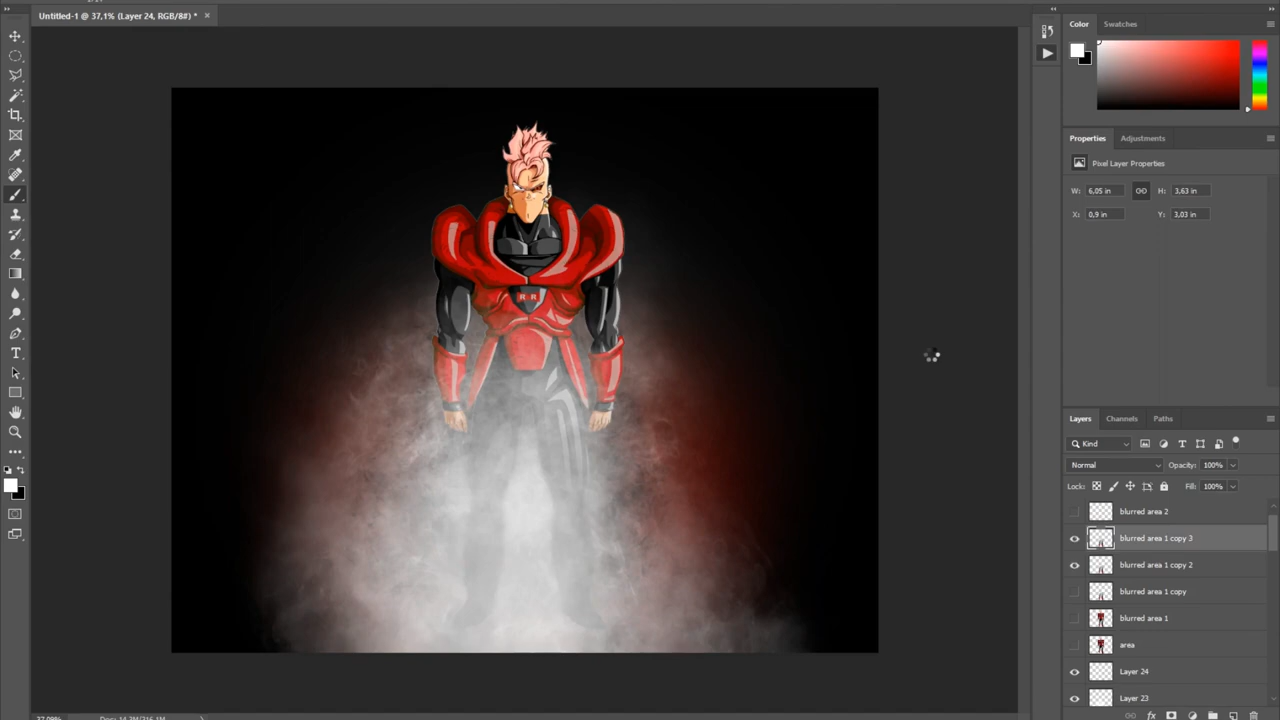 Untitled-1 @ 37,1% (Layer 24, RGB/8#) *
Color
Swatches
Properties
Adjustments
Pixel Layer Properties
W: 6,05 in
H: 3,63 in
X: 0,9 in
Y: 3,03 in
R R
Layers
Channels
Paths
Kind
Normal
Opacity: 100%
Lock:
Fill: 100%
blurred area 2
blurred area 1 copy 3
blurred area 1 copy 2
blurred area 1 copy
blurred area 1
area
Layer 24
Layer 23